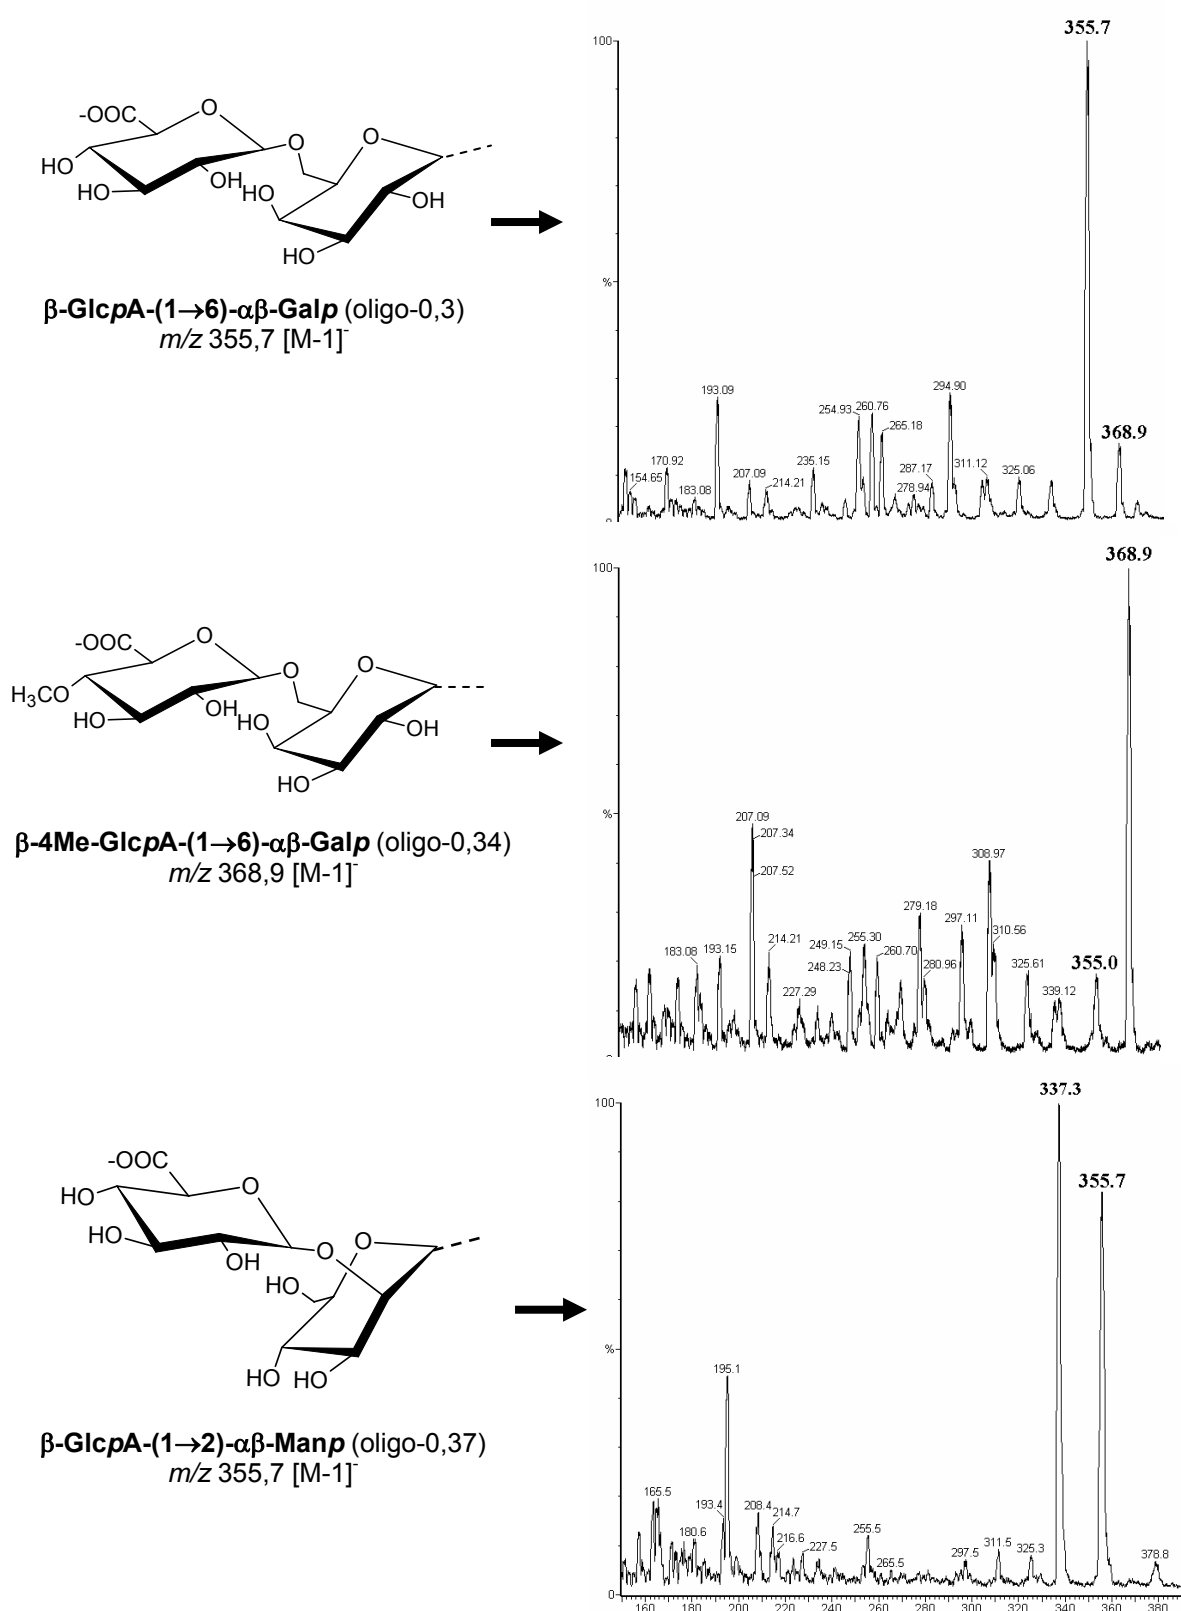 355.7
100
-OOC
O
O
O
HO
HO
OH
HO
OH
HO
β-GlcpA-(1→6)-αβ-Galp (oligo-0,3)
m/z 355,7 [M-1]-
%
193.09
254.93
260.76
294.90
265.18
368.9
170.92
235.15
311.12
325.06
154.65
207.09
287.17
183.08
214.21
278.94
368.9
100
-OOC
O
O
O
H3CO
HO
OH
HO
OH
HO
β-4Me-GlcpA-(1→6)-αβ-Galp (oligo-0,34)
m/z 368,9 [M-1]-
%
207.09
207.34
207.52
308.97
279.18
297.11
310.56
183.08
193.15
214.21
249.15
255.30
260.70
248.23
280.96
325.61
355.0
227.29
339.12
337.3
100
-OOC
O
HO
HO
OH
O
O
HO
HO
HO
355.7
β-GlcpA-(1→2)-αβ-Manp (oligo-0,37)
m/z 355,7 [M-1]-
%
195.1
165.5
193.4
208.4
214.7
180.6
216.6
227.5
255.5
265.5
297.5
311.5
325.3
378.8
0
160 180 200 220 240 260 280 300 320 340 360 380